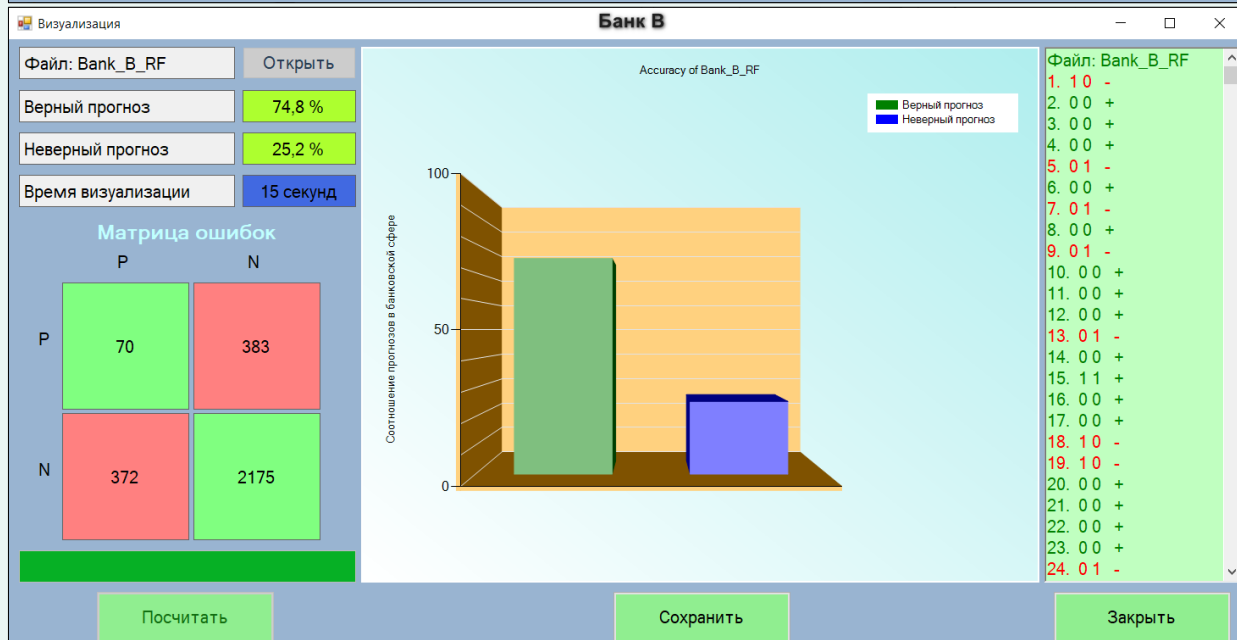 Визуализация
Банк В
Файл: Bank_B_RF
Открыть
Верный прогноз
74,8 %
Неверный прогноз
25,2 %
Время визуализации
15 секунд
Матрица ошибок
P N
P 70 383
N 372 2175
Посчитать
Accuracy of Bank_B_RF
Верный прогноз
Неверный прогноз
Соотношение прогнозов в банковской сфере
100
50
0
Сохранить
Файл: Bank_B_RF
1. 1 0 -
2. 0 0 +
3. 0 0 +
4. 0 0 +
5. 0 1 -
6. 0 0 +
7. 0 1 -
8. 0 0 +
9. 0 1 -
10. 0 0 +
11. 0 0 +
12. 0 0 +
13. 0 1 -
14. 0 0 +
15. 1 1 +
16. 0 0 +
17. 0 0 +
18. 1 0 -
19. 1 0 -
20. 0 0 +
21. 0 0 +
22. 0 0 +
23. 0 0 +
24. 0 1 -
Закрыть